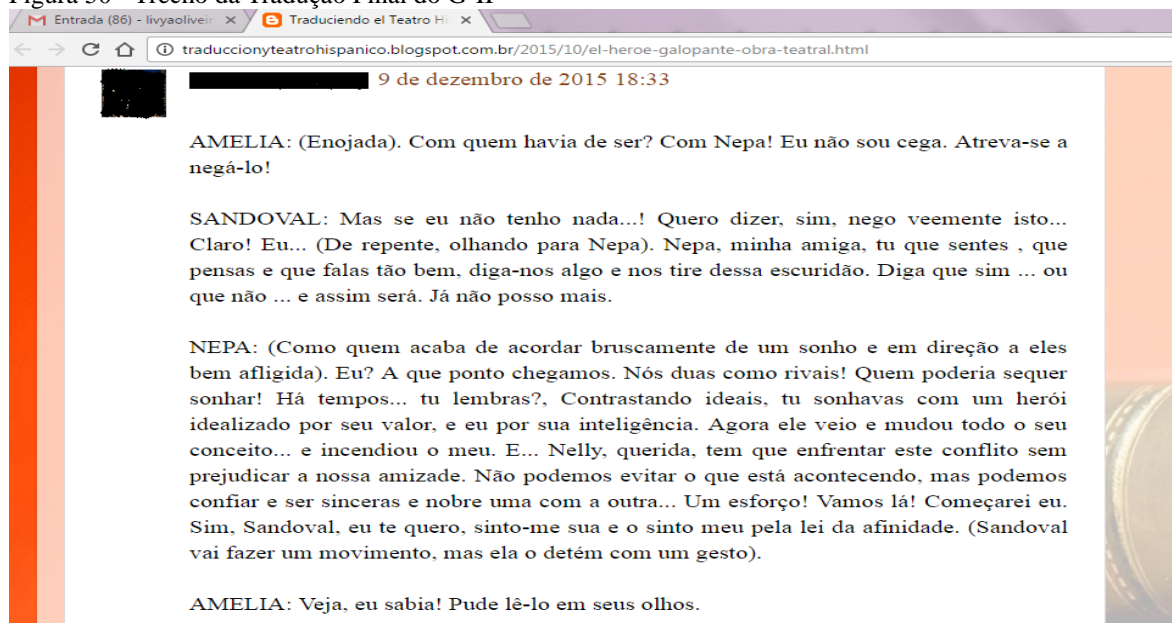 Entrada (86) - livyaoliveir
Traduciendo el Teatro Hi
traduccionyteatrohispanico.blogspot.com.br/2015/10/el-heroe-galopante-obra-teatral.html
9 de dezembro de 2015 18:33
AMELIA: (Enojada). Com quem havia de ser? Com Nepa! Eu não sou cega. Atreva-se a
negá-lo!
SANDOVAL: Mas se eu não tenho nada...! Quero dizer, sim, nego veemente isto...
Claro! Eu... (De repente, olhando para Nepa). Nepa, minha amiga, tu que sentes , que
pensas e que falas tão bem, diga-nos algo e nos tire dessa escuridão. Diga que sim ... ou
que não ... e assim será. Já não posso mais.
NEPA: (Como quem acaba de acordar bruscamente de um sonho e em direção a eles
bem afligida). Eu? A que ponto chegamos. Nós duas como rivais! Quem poderia sequer
sonhar! Há tempos... tu lembras?, Contrastando ideais, tu sonhavas com um herói
idealizado por seu valor, e eu por sua inteligência. Agora ele veio e mudou todo o seu
conceito... e incendiou o meu. E... Nelly, querida, tem que enfrentar este conflito sem
prejudicar a nossa amizade. Não podemos evitar o que está acontecendo, mas podemos
confiar e ser sinceras e nobre uma com a outra... Um esforço! Vamos lá! Começarei eu.
Sim, Sandoval, eu te quero, sinto-me sua e o sinto meu pela lei da afinidade. (Sandoval
vai fazer um movimento, mas ela o detém com um gesto).
AMELIA: Veja, eu sabia! Pude lê-lo em seus olhos.